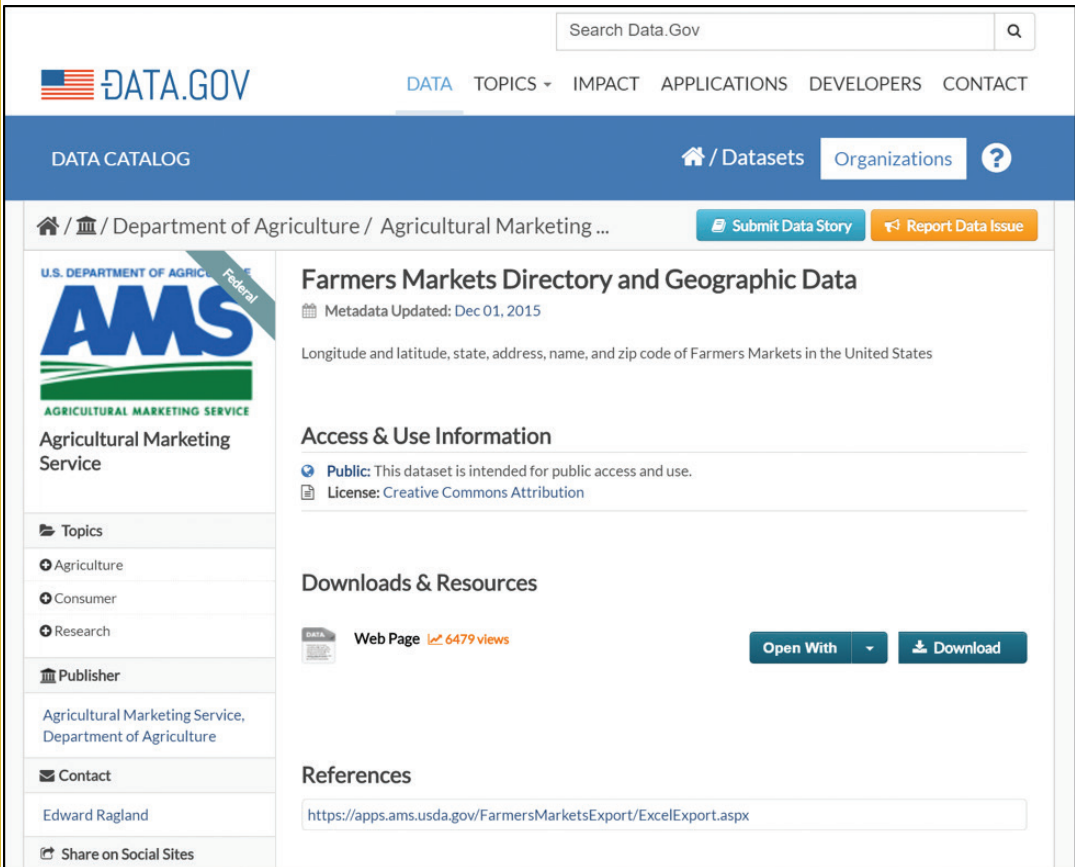 Search Data.Gov
DATA.GOV
DATA TOPICS IMPACT APPLICATIONS DEVELOPERS CONTACT
DATA CATALOG
/ Datasets Organizations
/ / Department of Agriculture / Agricultural Marketing ...
Submit Data Story
Report Data Issue
U.S. DEPARTMENT OF
Federal
AMS
AGRICULTURAL MARKETING SERVICE
Agricultural Marketing
Service
Topics
Agriculture
Consumer
Research
Publisher
Agricultural Marketing Service,
Department of Agriculture
Contact
Edward Ragland
Share on Social Sites
Farmers Markets Directory and Geographic Data
Metadata Updated: Dec 01, 2015
Longitude and latitude, state, address, name, and zip code of Farmers Markets in the United States
Access & Use Information
Public: This dataset is intended for public access and use.
License: Creative Commons Attribution
Downloads & Resources
DATA
Web Page 6479 views
Open With
Download
References
https://apps.ams.usda.gov/FarmersMarketsExport/ExcelExport.aspx